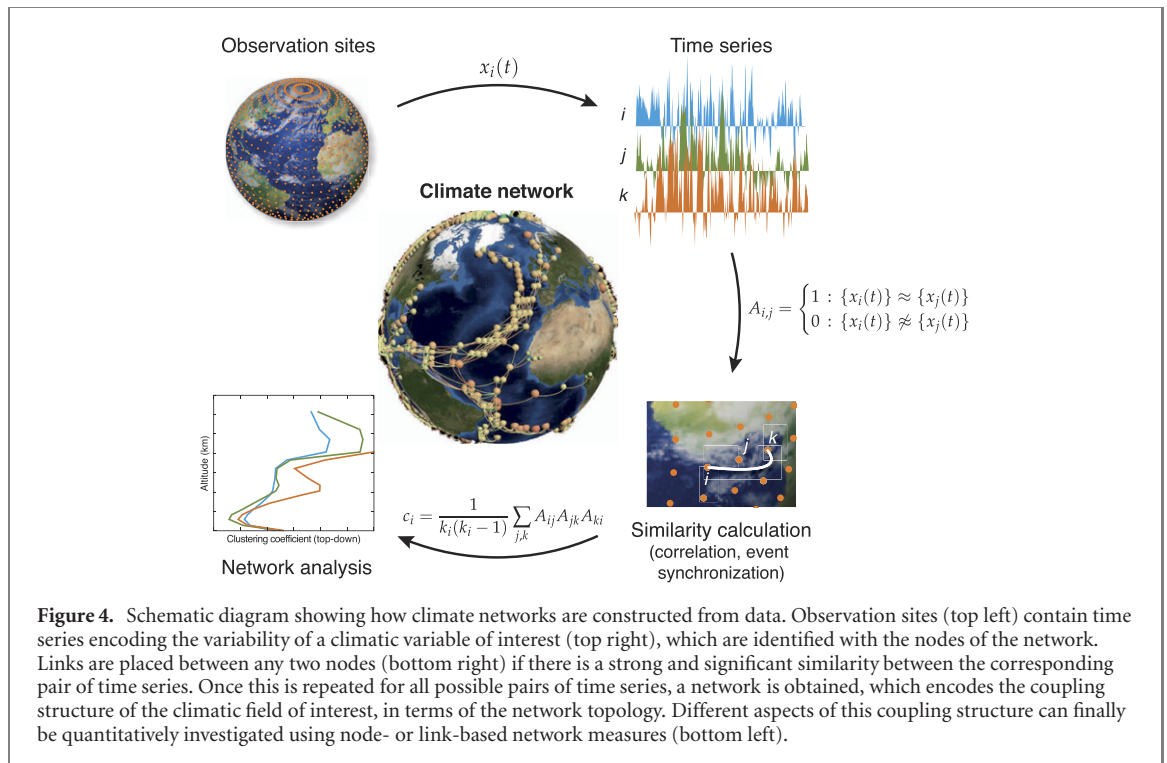 Observation sites
x_i(t)
Time series
i
j
k
Climate network
A_{i,j} = { 1 : {x_i(t)} ≈ {x_j(t)}
0 : {x_i(t)} ≉ {x_j(t)}
j
k
i
Altitude (km)
Clustering coefficient (top-down)
Network analysis
c_i = 1 / (k_i(k_i − 1)) ∑_{j,k} A_{ij} A_{jk} A_{ki}
Similarity calculation
(correlation, event
synchronization)
Figure 4. Schematic diagram showing how climate networks are constructed from data. Observation sites (top left) contain time
series encoding the variability of a climatic variable of interest (top right), which are identified with the nodes of the network.
Links are placed between any two nodes (bottom right) if there is a strong and significant similarity between the corresponding
pair of time series. Once this is repeated for all possible pairs of time series, a network is obtained, which encodes the coupling
structure of the climatic field of interest, in terms of the network topology. Different aspects of this coupling structure can finally
be quantitatively investigated using node- or link-based network measures (bottom left).